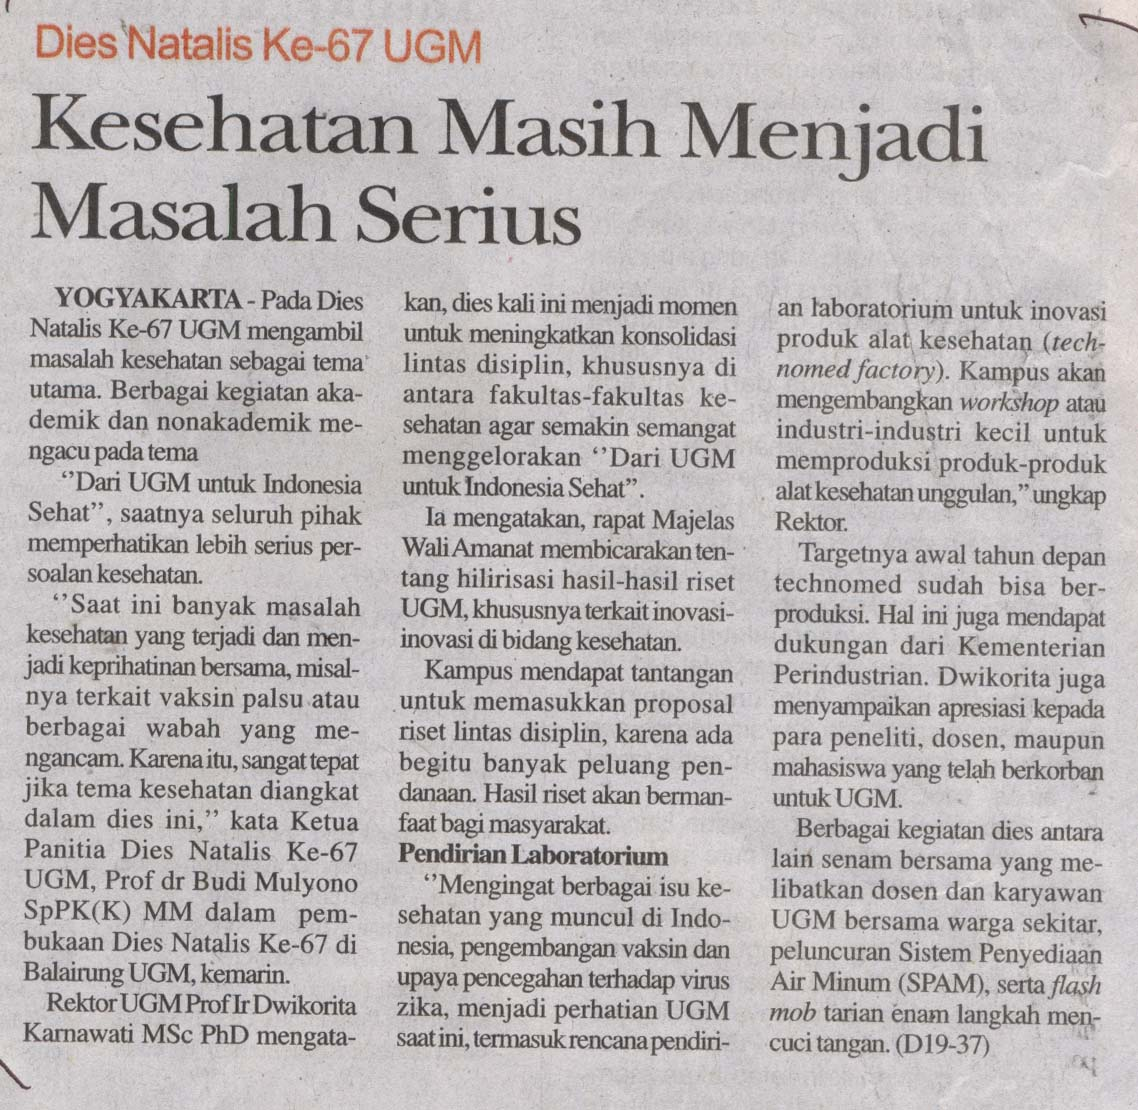 Dies Natalis Ke-67 UGM
Kesehatan Masih Menjadi
Masalah Serius
YOGYAKARTA - Pada Dies
Natalis Ke-67 UGM mengambil
masalah kesehatan sebagai tema
utama. Berbagai kegiatan aka-
demik dan nonakademik me-
ngacu pada tema
‘’Dari UGM untuk Indonesia
Sehat’’, saatnya seluruh pihak
memperhatikan lebih serius per-
soalan kesehatan.
‘’Saat ini banyak masalah
kesehatan yang terjadi dan men-
jadi keprihatinan bersama, misal-
nya terkait vaksin palsu atau
berbagai wabah yang me-
ngancam. Karena itu, sangat tepat
jika tema kesehatan diangkat
dalam dies ini,’’ kata Ketua
Panitia Dies Natalis Ke-67
UGM, Prof dr Budi Mulyono
SpPK(K) MM dalam pem-
bukaan Dies Natalis Ke-67 di
Balairung UGM, kemarin.
Rektor UGM Prof Ir Dwikorita
Karnawati MSc PhD mengata-
kan, dies kali ini menjadi momen
untuk meningkatkan konsolidasi
lintas disiplin, khususnya di
antara fakultas-fakultas ke-
sehatan agar semakin semangat
menggelorakan ‘’Dari UGM
untuk Indonesia Sehat’’.
Ia mengatakan, rapat Majelas
Wali Amanat membicarakan ten-
tang hilirisasi hasil-hasil riset
UGM, khususnya terkait inovasi-
inovasi di bidang kesehatan.
Kampus mendapat tantangan
untuk memasukkan proposal
riset lintas disiplin, karena ada
begitu banyak peluang pen-
danaan. Hasil riset akan berman-
faat bagi masyarakat.
Pendirian Laboratorium
‘’Mengingat berbagai isu ke-
sehatan yang muncul di Indo-
nesia, pengembangan vaksin dan
upaya pencegahan terhadap virus
zika, menjadi perhatian UGM
saat ini, termasuk rencana pendiri-
an laboratorium untuk inovasi
produk alat kesehatan (tech-
nomed factory). Kampus akan
mengembangkan workshop atau
industri-industri kecil untuk
memproduksi produk-produk
alat kesehatan unggulan,’’ ungkap
Rektor.
Targetnya awal tahun depan
technomed sudah bisa ber-
produksi. Hal ini juga mendapat
dukungan dari Kementerian
Perindustrian. Dwikorita juga
menyampaikan apresiasi kepada
para peneliti, dosen, maupun
mahasiswa yang telah berkorban
untuk UGM.
Berbagai kegiatan dies antara
lain senam bersama yang me-
libatkan dosen dan karyawan
UGM bersama warga sekitar,
peluncuran Sistem Penyediaan
Air Minum (SPAM), serta flash
mob tarian enam langkah men-
cuci tangan. (D19-37)